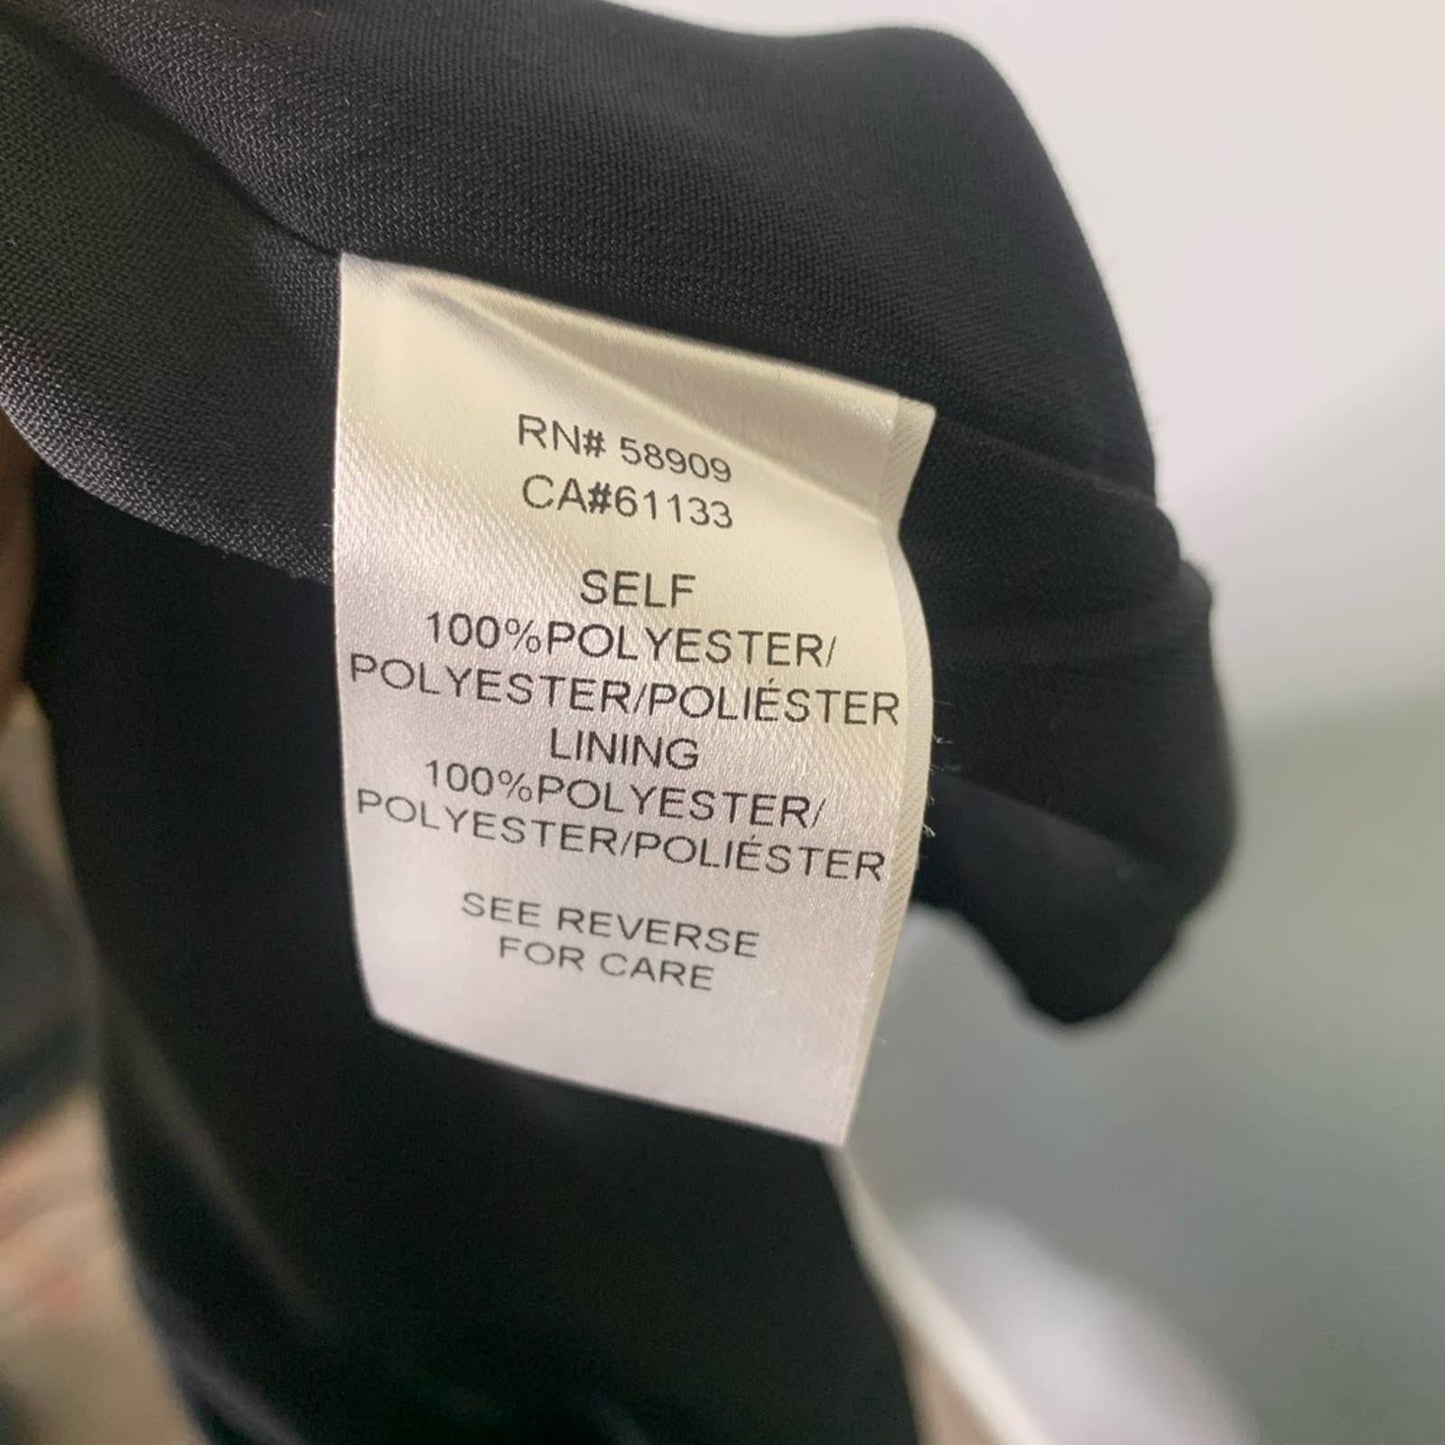 RN# 58909
CA#61133
SELF
100%POLYESTER/
POLYESTER/POLIÉSTER
LINING
100%POLYESTER/
POLYESTER/POLIÉSTER
SEE REVERSE
FOR CARE